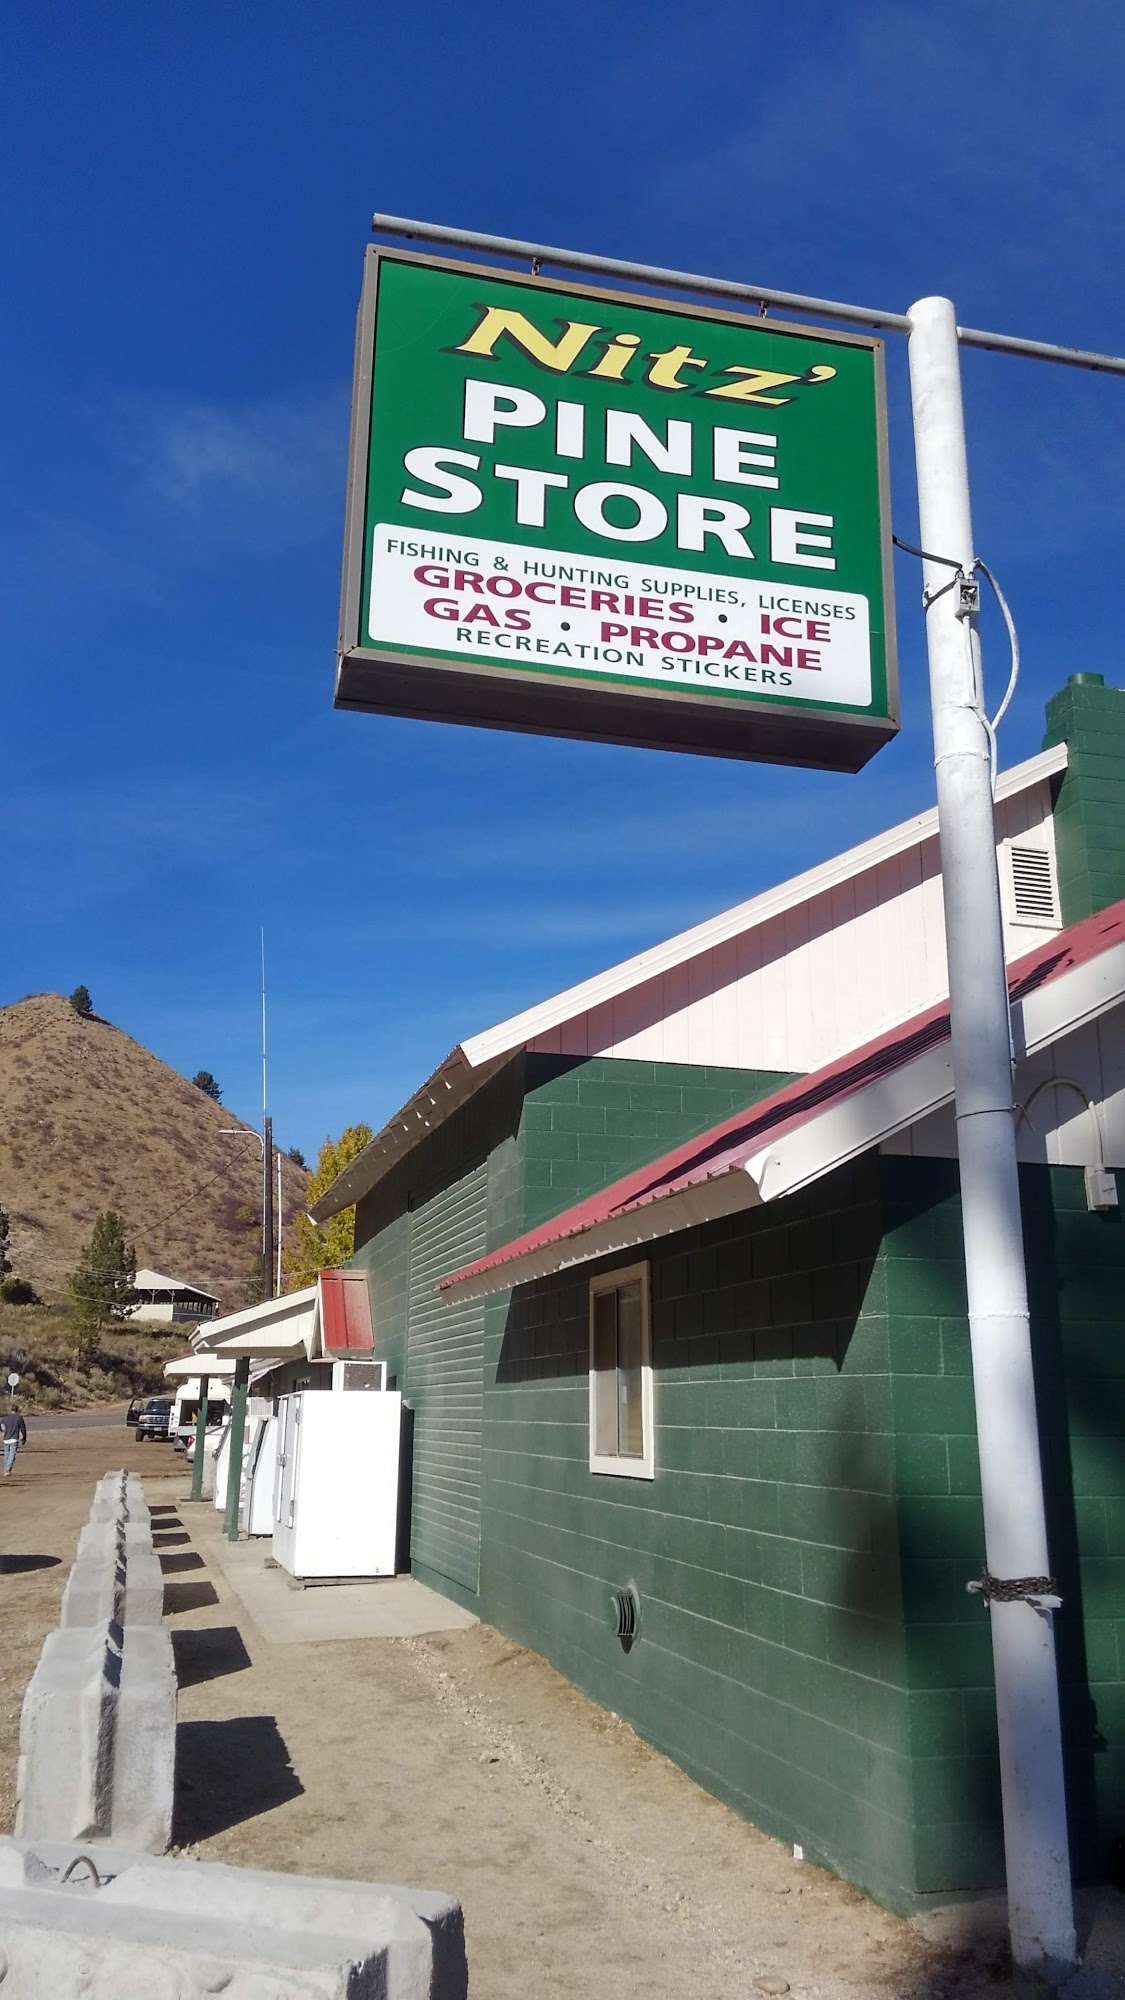 Nitz'
PINE
STORE
FISHING & HUNTING SUPPLIES, LICENSES
GROCERIES • ICE
GAS • PROPANE
RECREATION STICKERS